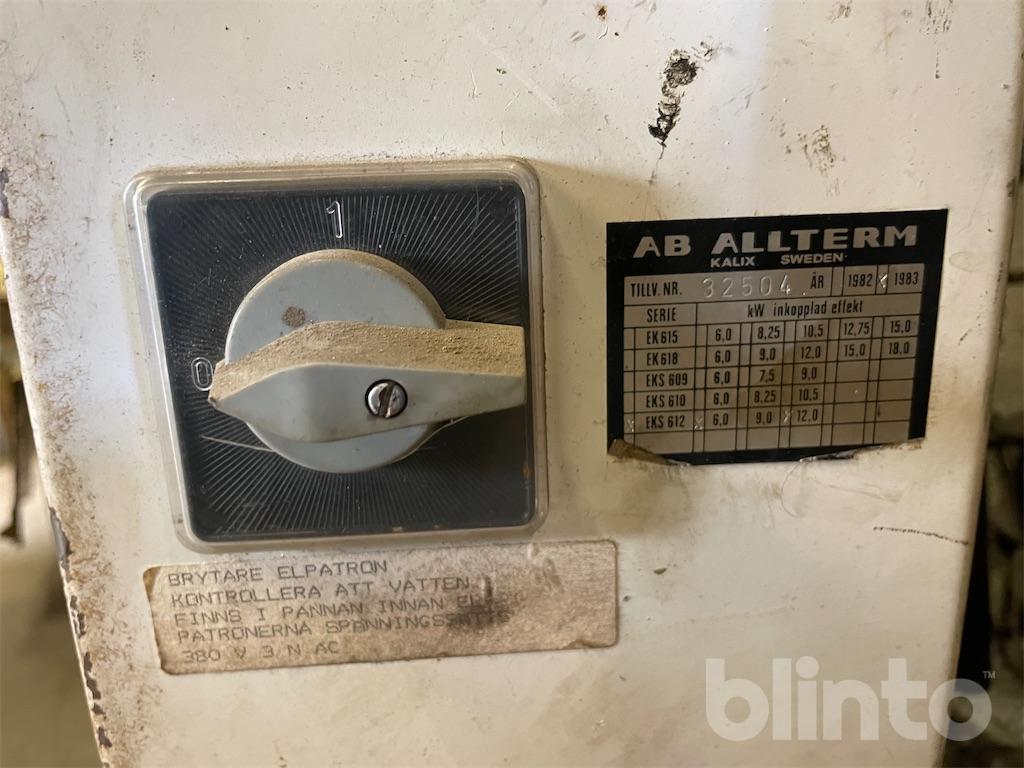 1
0
AB ALLTERM
KALIX SWEDEN
TILLV. NR. 32504 ÅR 1982 X 1983
SERIE kW inkopplad effekt
EK 615 6,0 8,25 10,5 12,75 15,0
EK 618 6,0 9,0 12,0 15,0 18,0
EKS 609 6,0 7,5 9,0
EKS 610 6,0 8,25 10,5
X EKS 612 X 6,0 9,0 X 12,0
BRYTARE ELPATRON
KONTROLLERA ATT VATTEN
FINNS I PANNAN INNAN EL
PATRONERNA SPÄNNINGSSÄTTS
380 V 3 N AC
blinto™